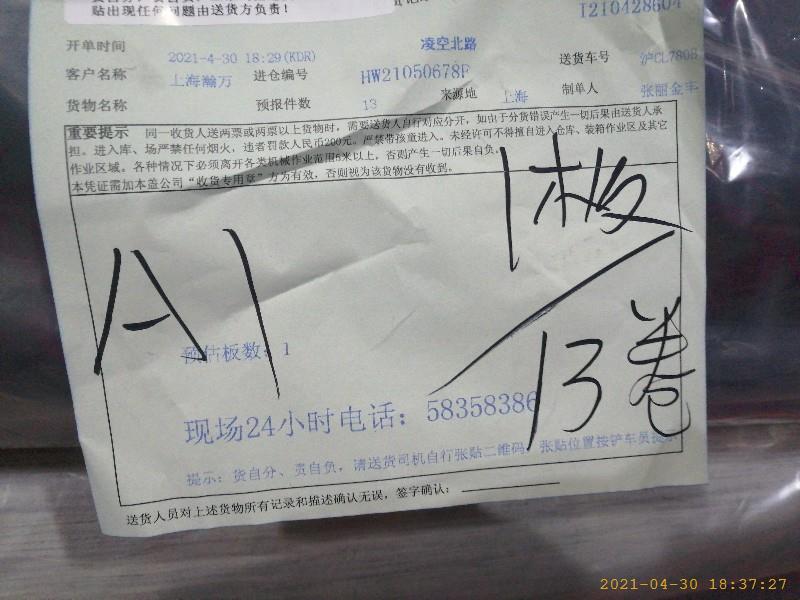 贴出现任何问题由送货方负责！
I210428604
开单时间 2021-4-30 18:29(KDR) 凌空北路 送货车号 沪CL7808
客户名称 上海瀚万 进仓编号 HW21050678P 来源地 上海 制单人 张丽金丰
货物名称 预报件数 13
重要提示 同一收货人送两票或两票以上货物时，需要送货人自行对应分开，如由于分货错误产生一切后果由送货人承
担。进入库、场严禁任何烟火，违者罚款人民币200元。严禁带孩童进入。未经许可不得擅自进入仓库、装箱作业区及其它
作业区域。各种情况下必须离开各类机械作业范围5米以上，否则产生一切后果自负。
本凭证需加本盖公司“收货专用章”方为有效，否则视为该货物没有收到。
1板
A1
13卷
预估板数：1
现场24小时电话：58358386
提示：货自分、责自负，请送货司机自行张贴二维码，张贴位置按铲车员提示
送货人员对上述货物所有记录和描述确认无误，签字确认：
2021-04-30 18:37:27